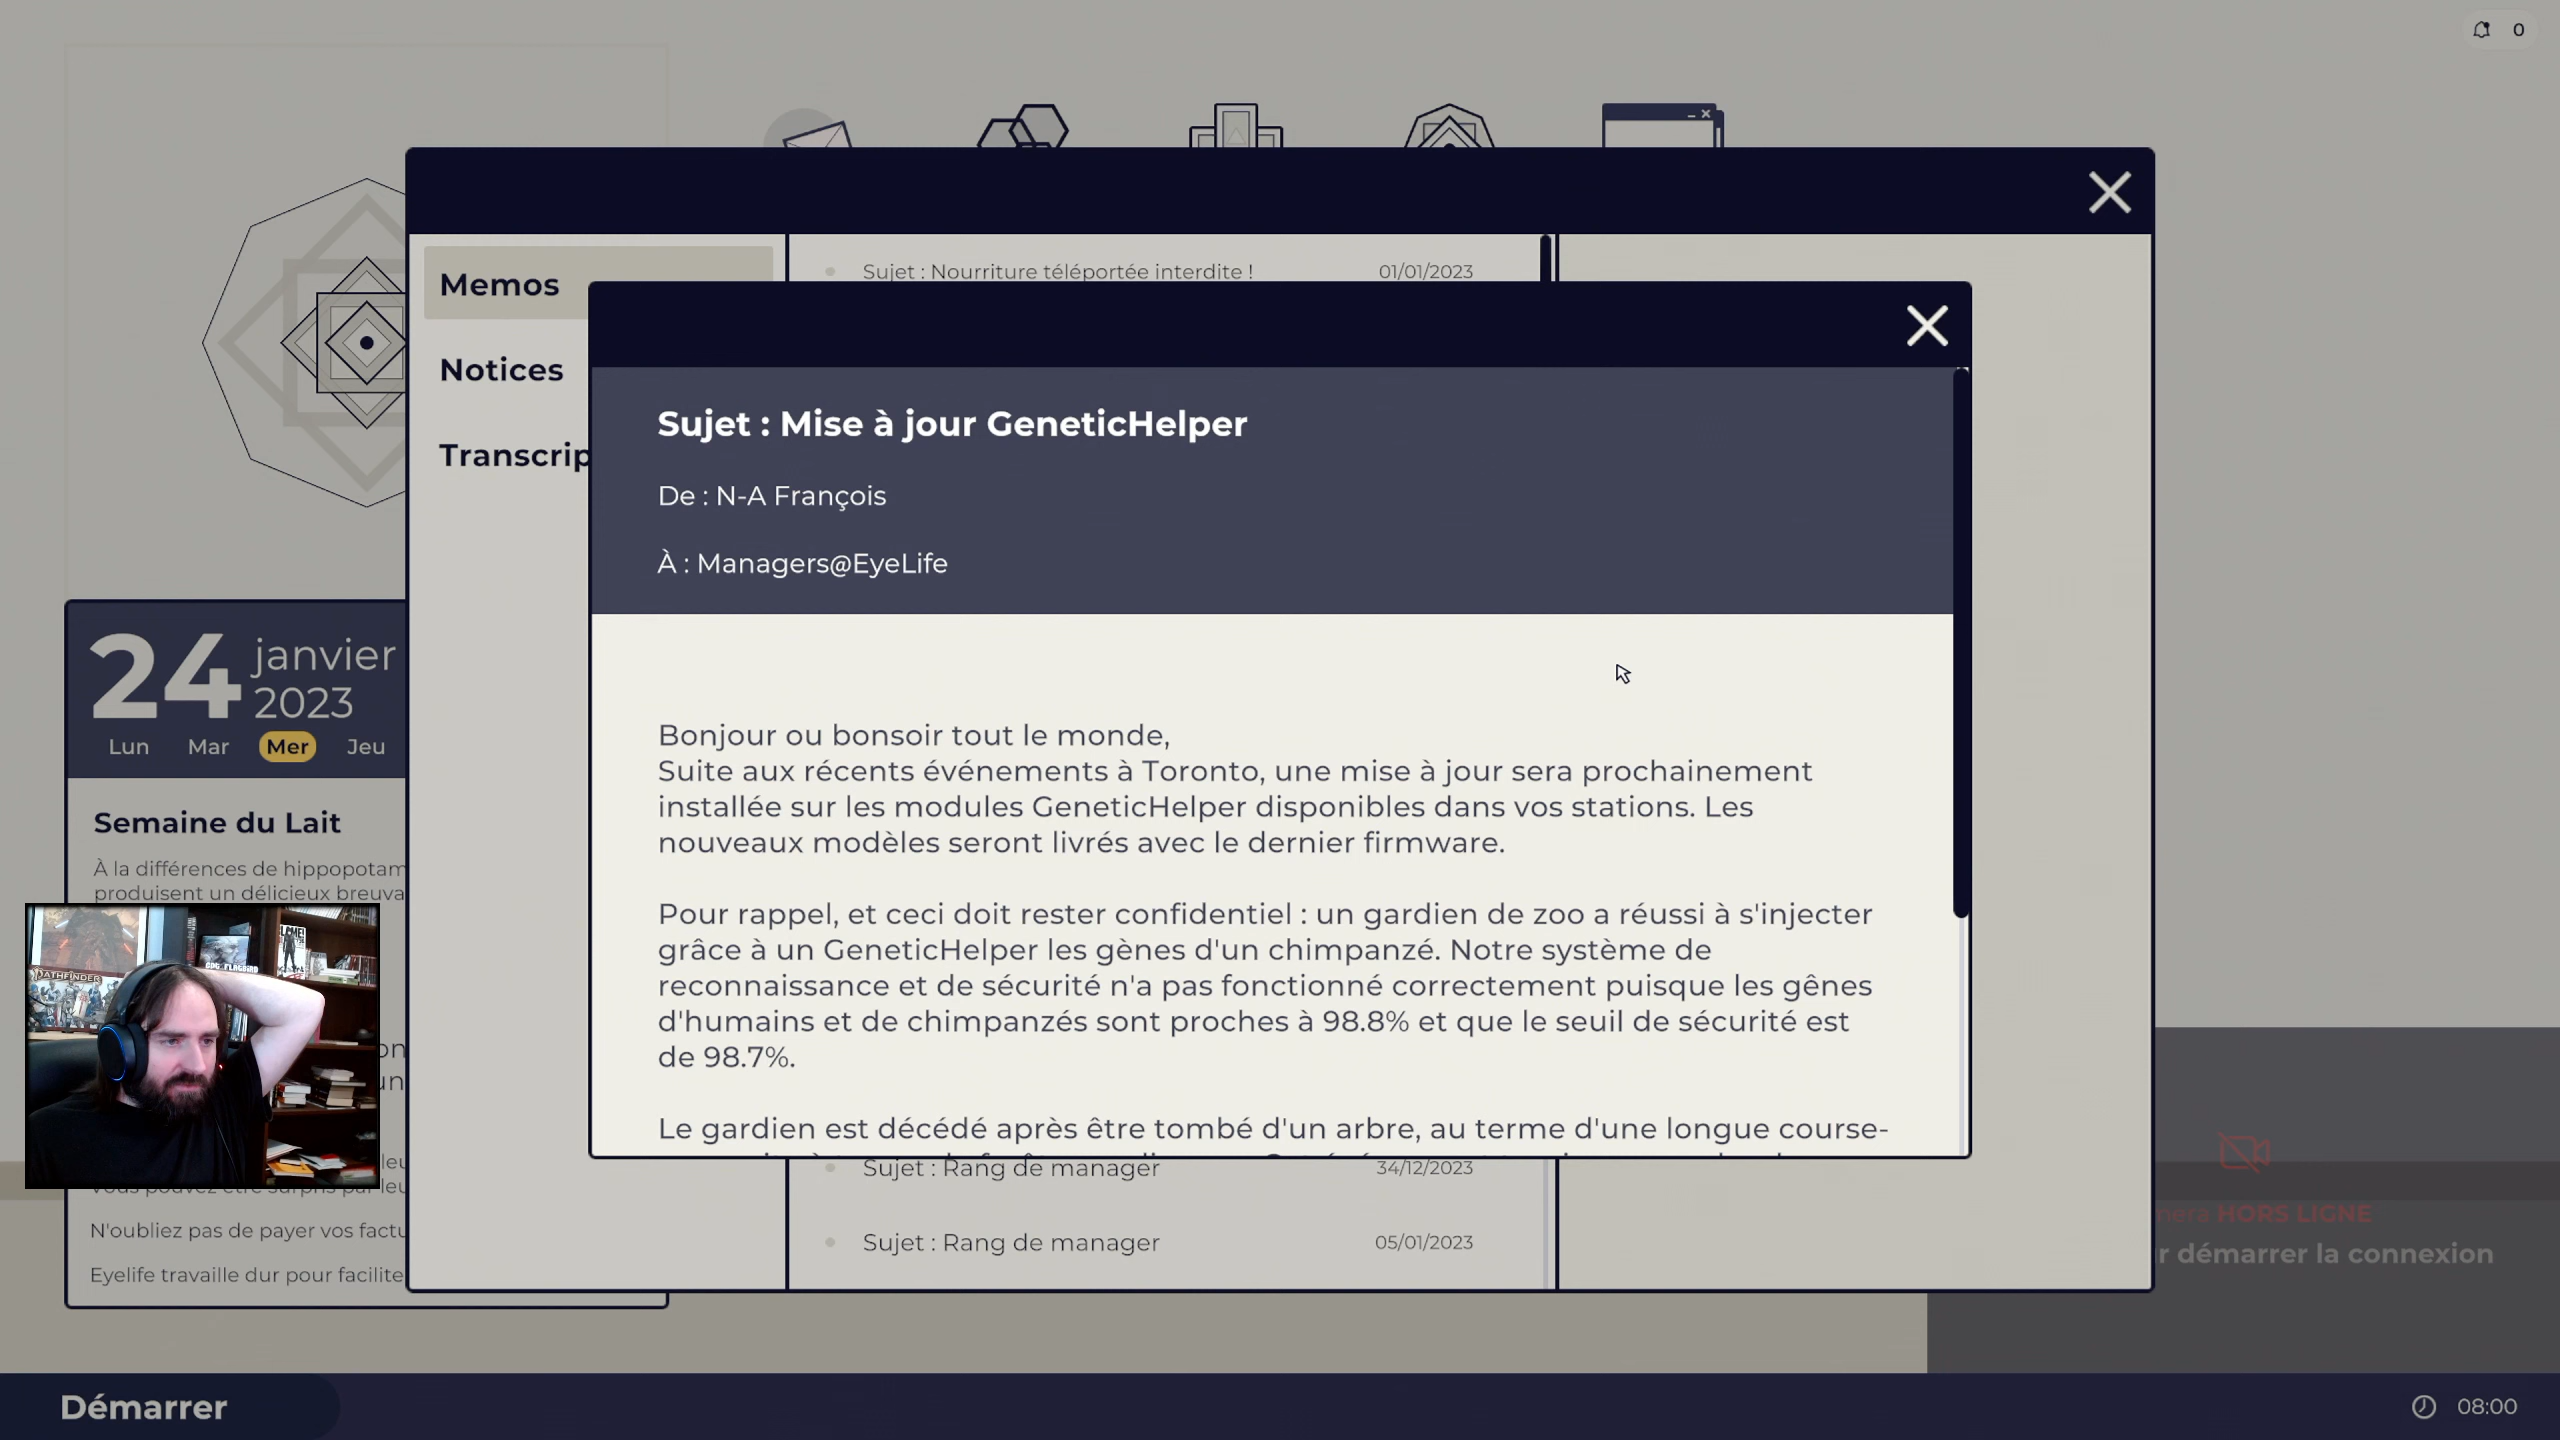 0
Memos
Notices
Transcrip
Sujet : Nourriture téléportée interdite !
01/01/2023
Sujet : Mise à jour GeneticHelper
De : N-A François
À : Managers@EyeLife
Bonjour ou bonsoir tout le monde,
Suite aux récents événements à Toronto, une mise à jour sera prochainement
installée sur les modules GeneticHelper disponibles dans vos stations. Les
nouveaux modèles seront livrés avec le dernier firmware.
Pour rappel, et ceci doit rester confidentiel : un gardien de zoo a réussi à s'injecter
grâce à un GeneticHelper les gènes d'un chimpanzé. Notre système de
reconnaissance et de sécurité n'a pas fonctionné correctement puisque les gênes
d'humains et de chimpanzés sont proches à 98.8% et que le seuil de sécurité est
de 98.7%.
Le gardien est décédé après être tombé d'un arbre, au terme d'une longue course-
Sujet : Rang de manager
34/12/2023
Sujet : Rang de manager
05/01/2023
24
janvier
2023
Lun Mar Mer Jeu
Semaine du Lait
À la différences de hippopotam
produisent un délicieux breuva
N'oubliez pas de payer vos factu
Eyelife travaille dur pour facilite
PATHFINDER
HORS LIGNE
r démarrer la connexion
Démarrer
08:00